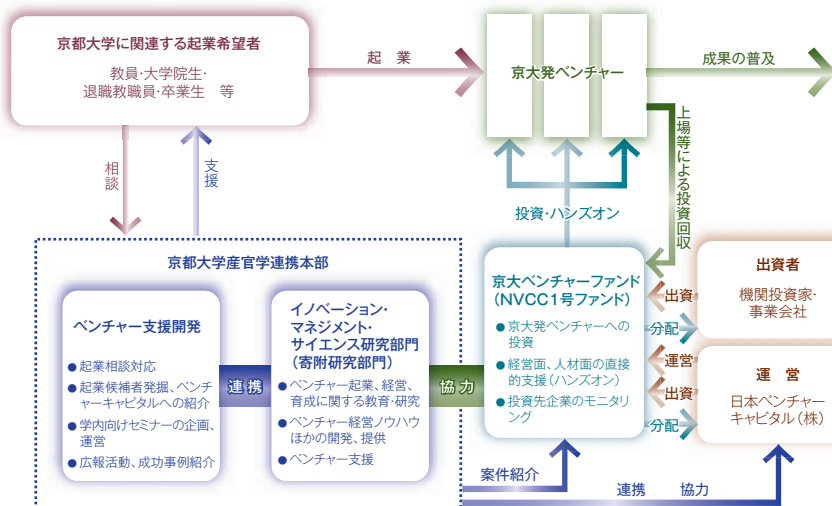 京都大学に関連する起業希望者
教員・大学院生・
退職教職員・卒業生　等
起　業
京大発ベンチャー
成果の普及
相談
支援
上場等による投資回収
投資・ハンズオン
京都大学産官学連携本部
ベンチャー支援開発
●起業相談対応
●起業候補者発掘、ベンチ
ャーキャピタルへの紹介
●学内向けセミナーの企画、
運営
●広報活動、成功事例紹介
連携
イノベーション・
マネジメント・
サイエンス研究部門
（寄附研究部門）
●ベンチャー起業、経営、
育成に関する教育・研究
●ベンチャー経営ノウハウ
ほかの開発、提供
●ベンチャー支援
協力
京大ベンチャーファンド
（NVCC1号ファンド）
●京大発ベンチャーへの
投資
●経営面、人材面の直接
的支援（ハンズオン）
●投資先企業のモニタリ
ング
出資
分配
運営
出資
分配
出資者
機関投資家・
事業会社
運　営
日本ベンチャー
キャピタル（株）
案件紹介
連携　　協力